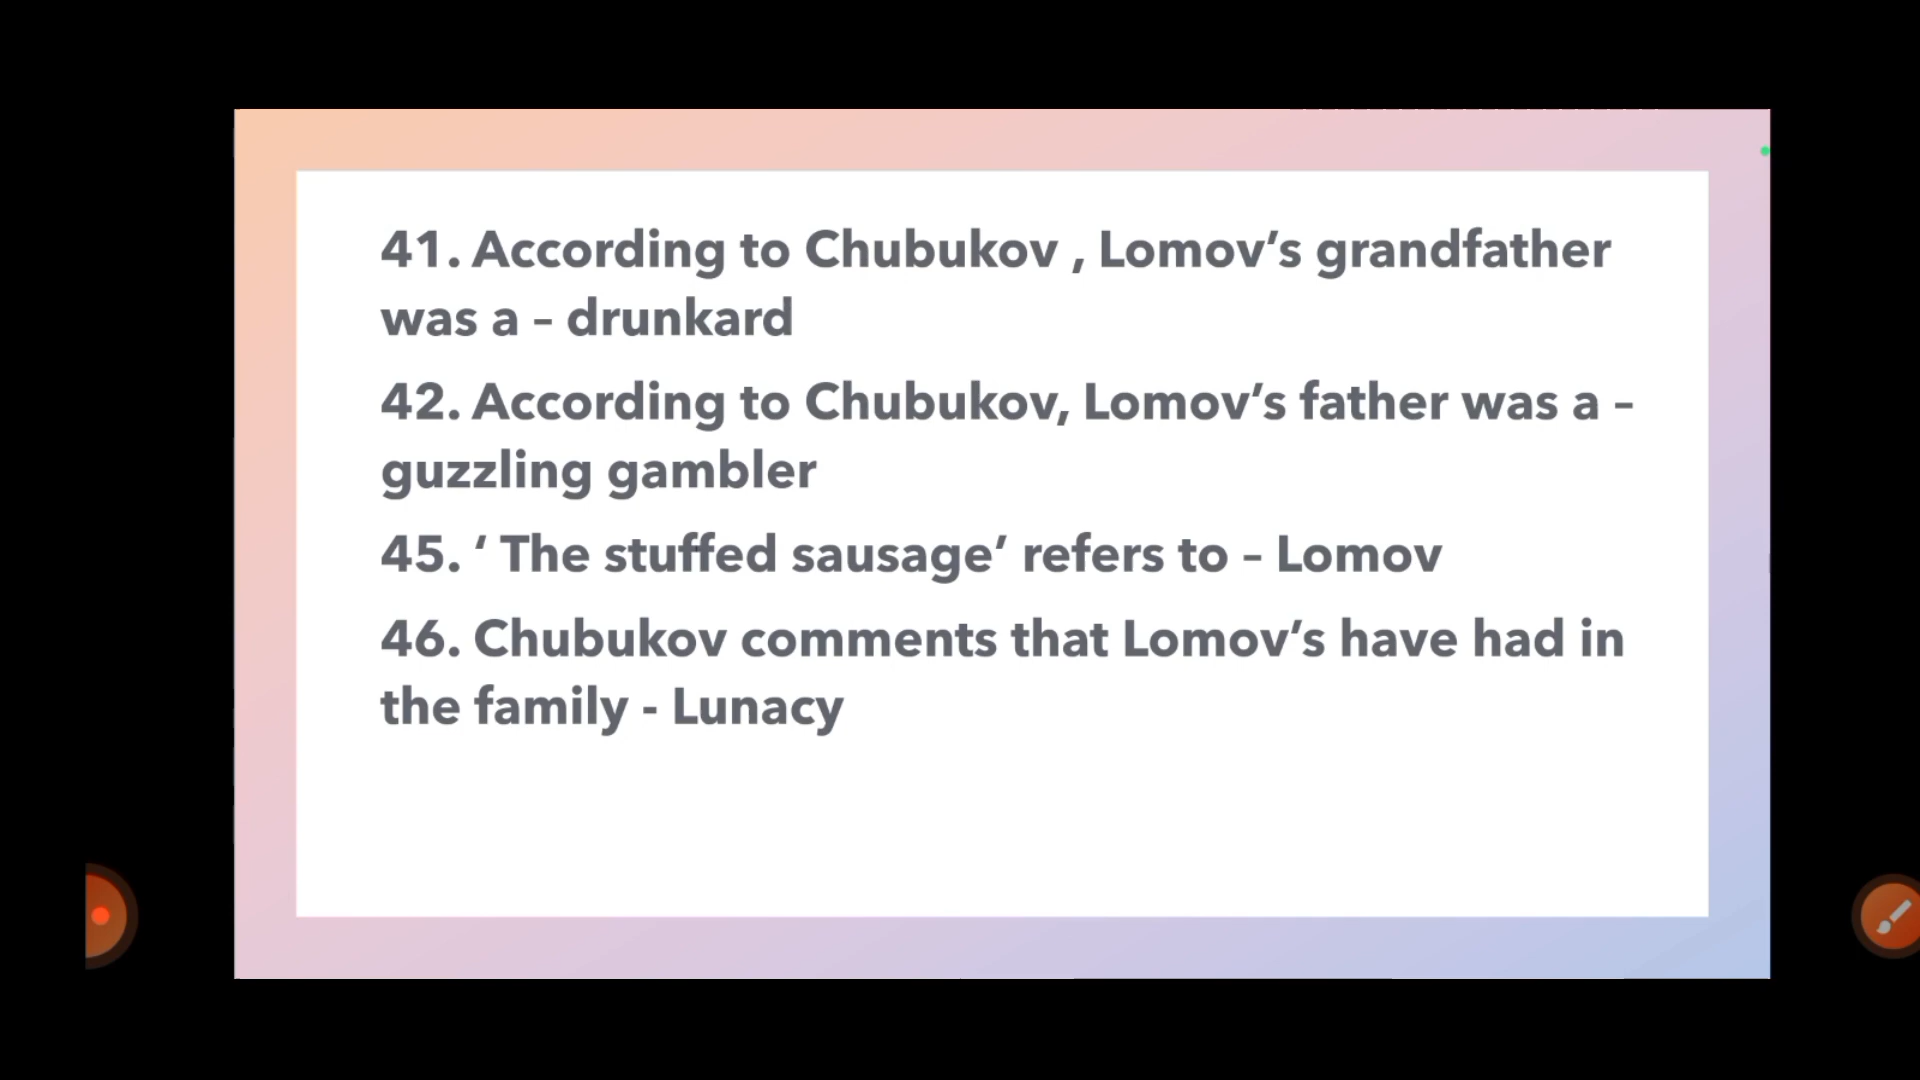 41. According to Chubukov , Lomov’s grandfather
was a – drunkard
42. According to Chubukov, Lomov’s father was a –
guzzling gambler
45. ‘ The stuffed sausage’ refers to – Lomov
46. Chubukov comments that Lomov’s have had in
the family - Lunacy